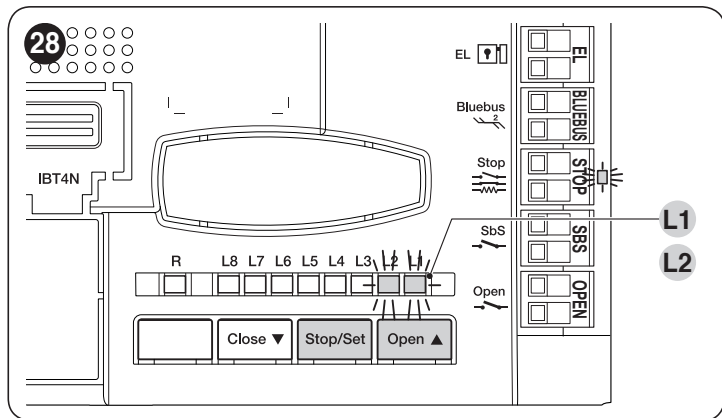 28
EL
EL
Bluebus
2
BLUEBUS
IBT4N
Stop
STOP
L1
SbS
SBS
L2
R L8 L7 L6 L5 L4 L3 L2 L1
Open
OPEN
Close ▼ Stop/Set Open ▲